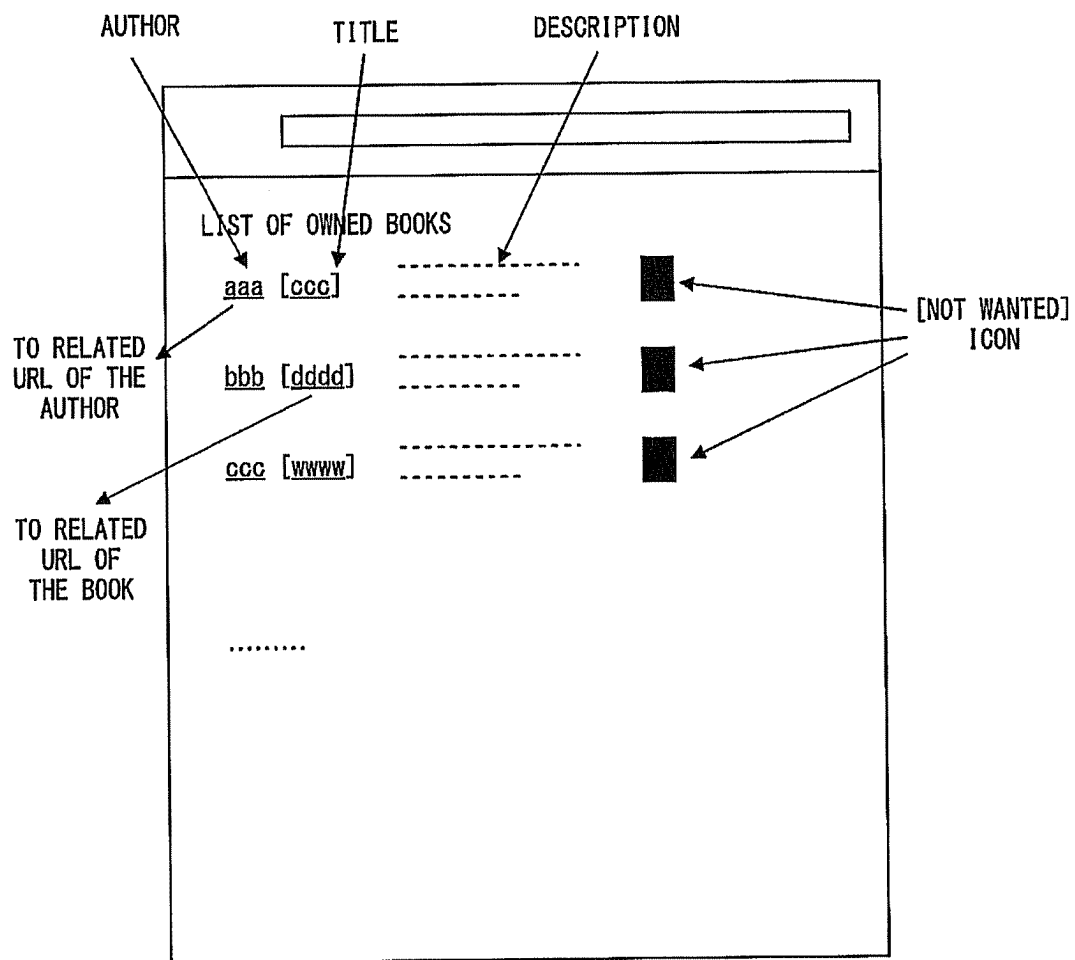 AUTHOR
TITLE
DESCRIPTION
LIST OF OWNED BOOKS
aaa [ccc]
[NOT WANTED]
ICON
TO RELATED
URL OF THE
AUTHOR
bbb [dddd]
ccc [wwww]
TO RELATED
URL OF
THE BOOK
.........